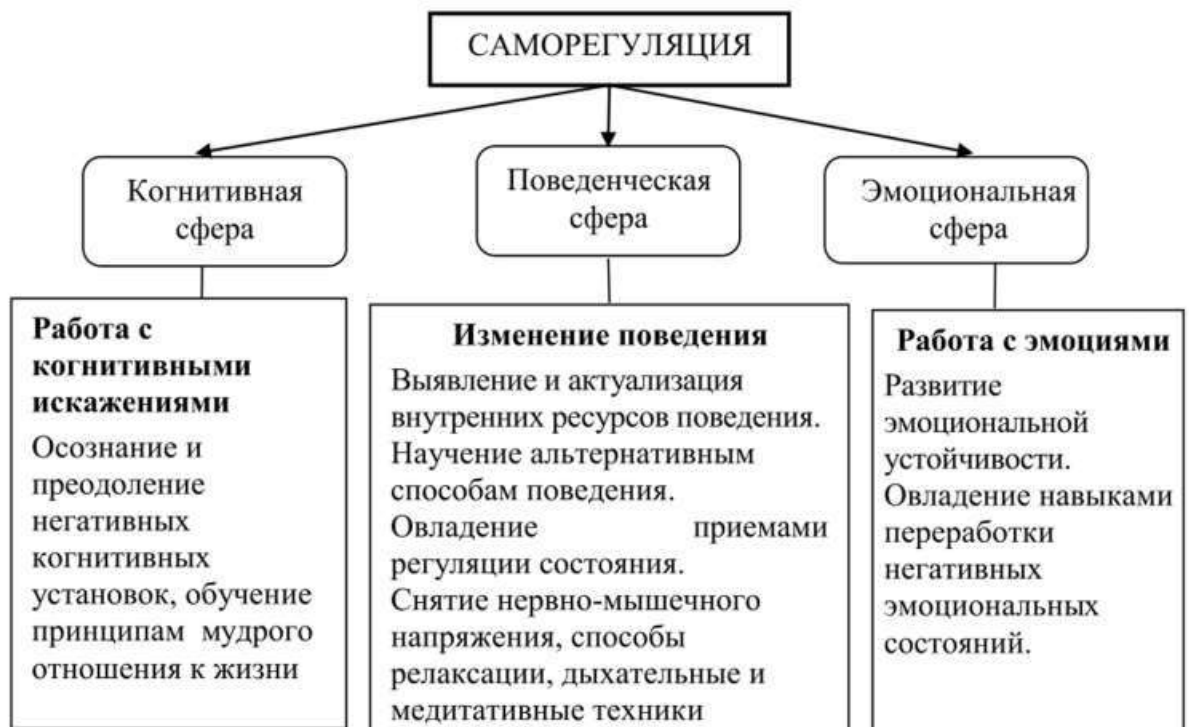 САМОРЕГУЛЯЦИЯ
Когнитивная
сфера
Поведенческая
сфера
Эмоциональная
сфера
Работа с
когнитивными
искажениями
Осознание и
преодоление
негативных
когнитивных
установок, обучение
принципам мудрого
отношения к жизни
Изменение поведения
Выявление и актуализация
внутренних ресурсов поведения.
Научение альтернативным
способам поведения.
Овладение приемами
регуляции состояния.
Снятие нервно-мышечного
напряжения, способы
релаксации, дыхательные и
медитативные техники
Работа с эмоциями
Развитие
эмоциональной
устойчивости.
Овладение навыками
переработки
негативных
эмоциональных
состояний.